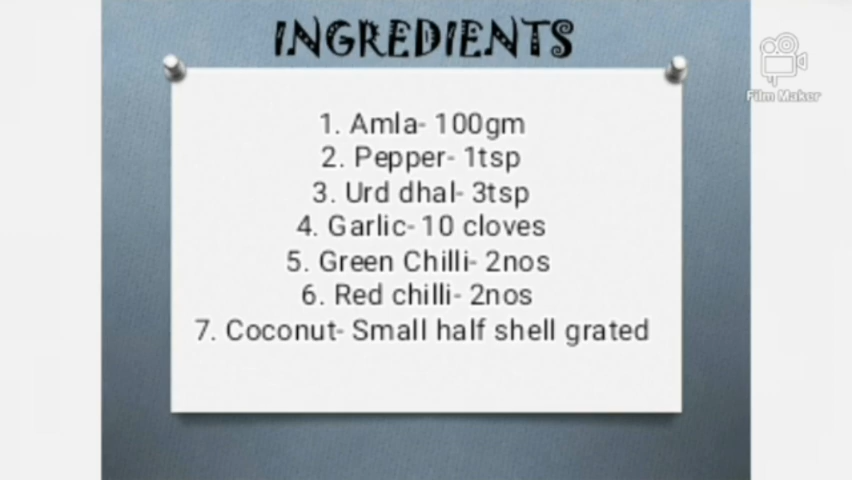 INGREDIENTS
Film Maker
1. Amla- 100gm
2. Pepper- 1tsp
3. Urd dhal- 3tsp
4. Garlic- 10 cloves
5. Green Chilli- 2nos
6. Red chilli- 2nos
7. Coconut- Small half shell grated